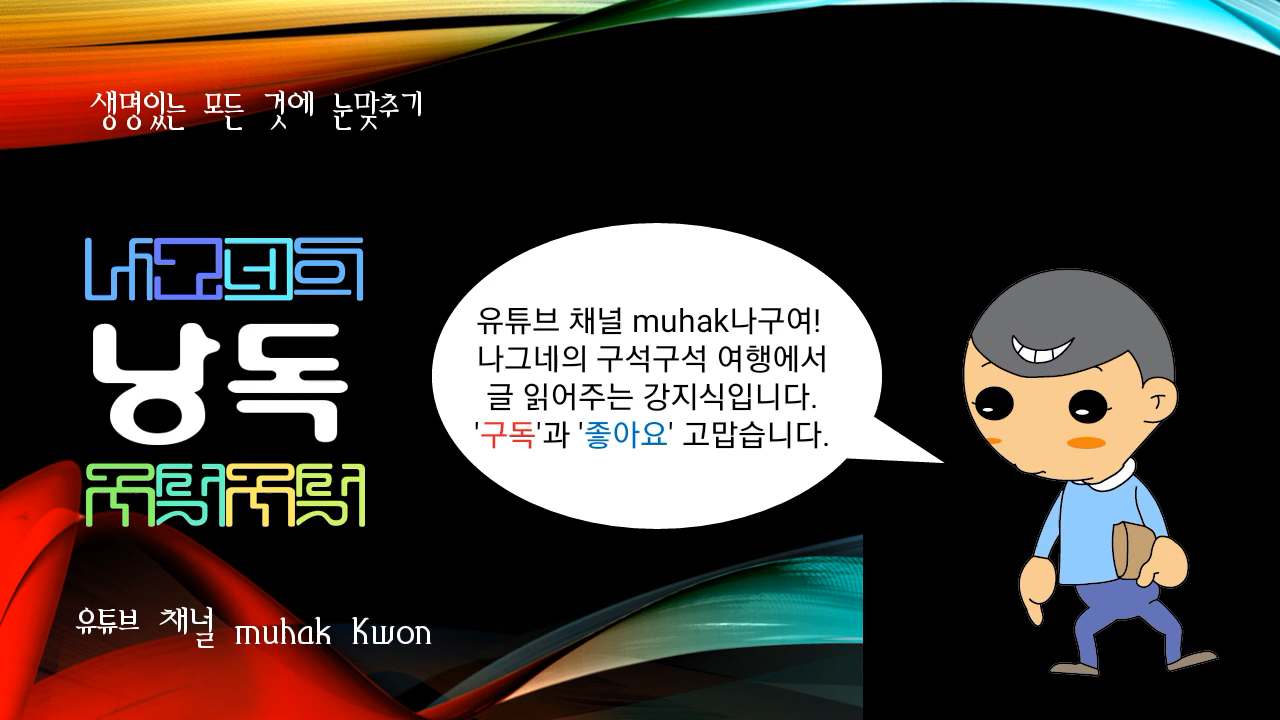 생명있는 모든 것에 눈맞추기
나그네의
낭독
구석구석
유튜브 채널 muhak나구여!
나그네의 구석구석 여행에서
글 읽어주는 강지식입니다.
'구독'과 '좋아요' 고맙습니다.
유튜브 채널 muhak Kwon